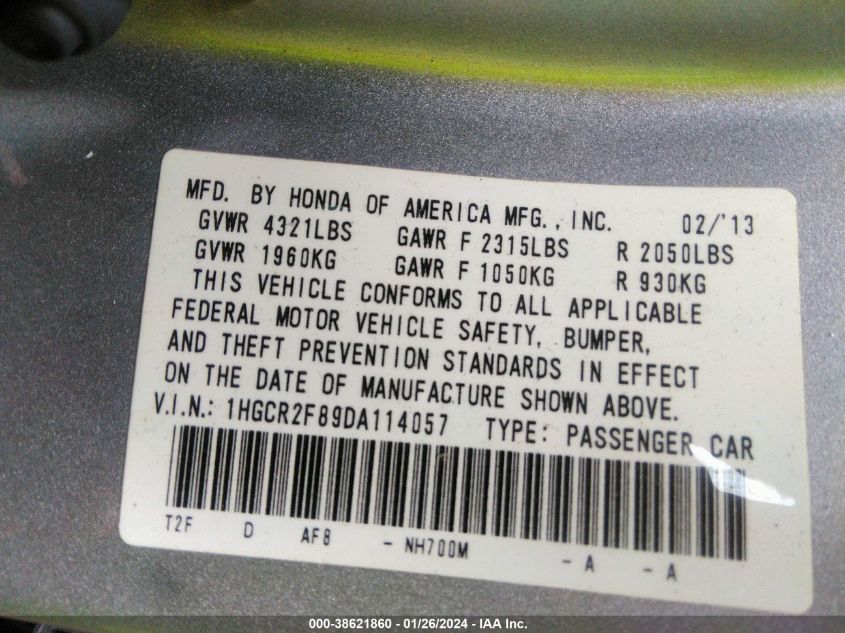 MFD. BY HONDA OF AMERICA MFG., INC. 02/'13
GVWR 4321LBS GAWR F 2315LBS R 2050LBS
GVWR 1960KG GAWR F 1050KG R 930KG
THIS VEHICLE CONFORMS TO ALL APPLICABLE
FEDERAL MOTOR VEHICLE SAFETY, BUMPER,
AND THEFT PREVENTION STANDARDS IN EFFECT
ON THE DATE OF MANUFACTURE SHOWN ABOVE.
V.I.N.: 1HGCR2F89DA114057 TYPE: PASSENGER CAR
T2F D AF8 - NH700M - A - A
000-38621860 - 01/26/2024 - IAA Inc.